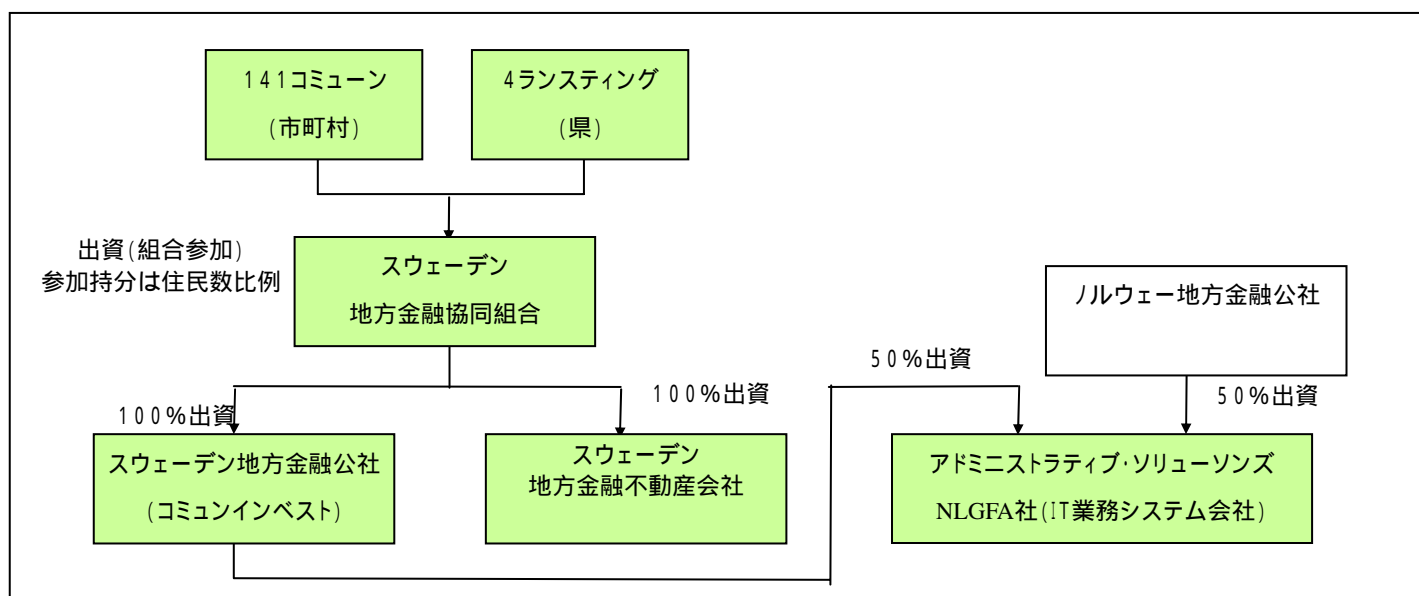 141コミューン
(市町村)
4ランスティング
(県)
出資(組合参加)
参加持分は住民数比例
スウェーデン
地方金融協同組合
ノルウェー地方金融公社
50%出資
50%出資
100%出資
100%出資
スウェーデン地方金融公社
(コミュンインベスト)
スウェーデン
地方金融不動産会社
アドミニストラティブ・ソリューソンズ
NLGFA社(IT業務システム会社)